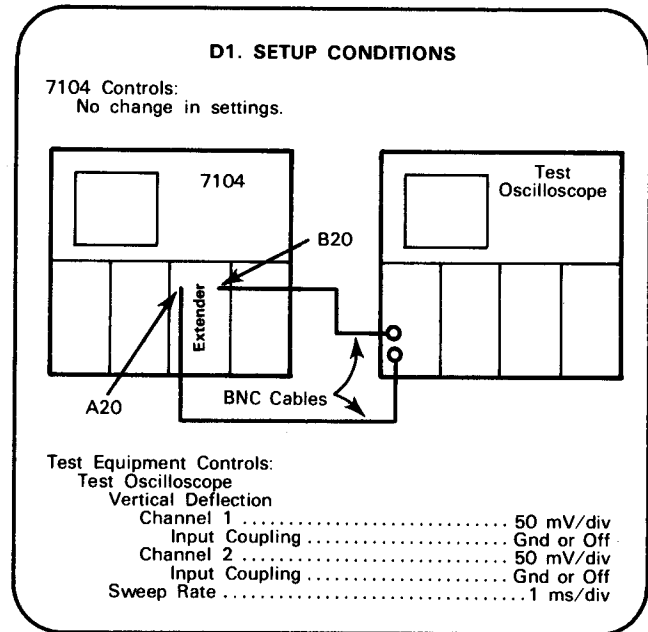 D1. SETUP CONDITIONS
7104 Controls:
No change in settings.
7104
Test
Oscilloscope
B20
Extender
A20
BNC Cables
Test Equipment Controls:
Test Oscilloscope
Vertical Deflection
Channel 1 .............................. 50 mV/div
Input Coupling ........................ Gnd or Off
Channel 2 .............................. 50 mV/div
Input Coupling ........................ Gnd or Off
Sweep Rate .................................. 1 ms/div